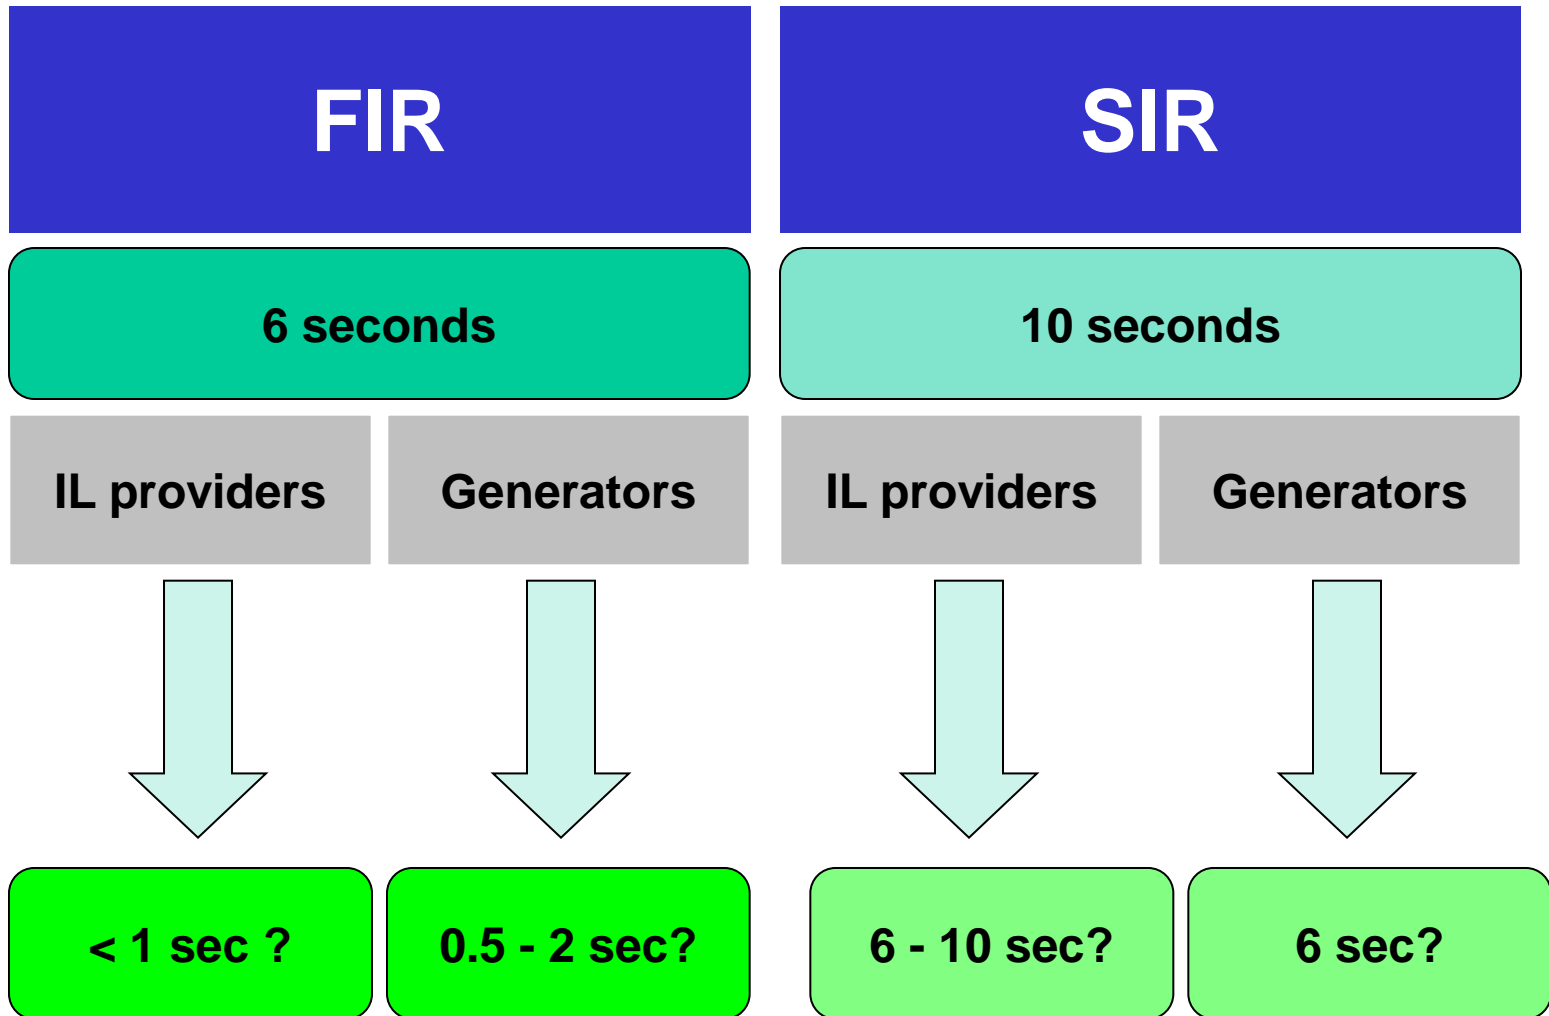 FIR
SIR
6 seconds
10 seconds
IL providers
Generators
IL providers
Generators
< 1 sec ?
0.5 - 2 sec?
6 - 10 sec?
6 sec?